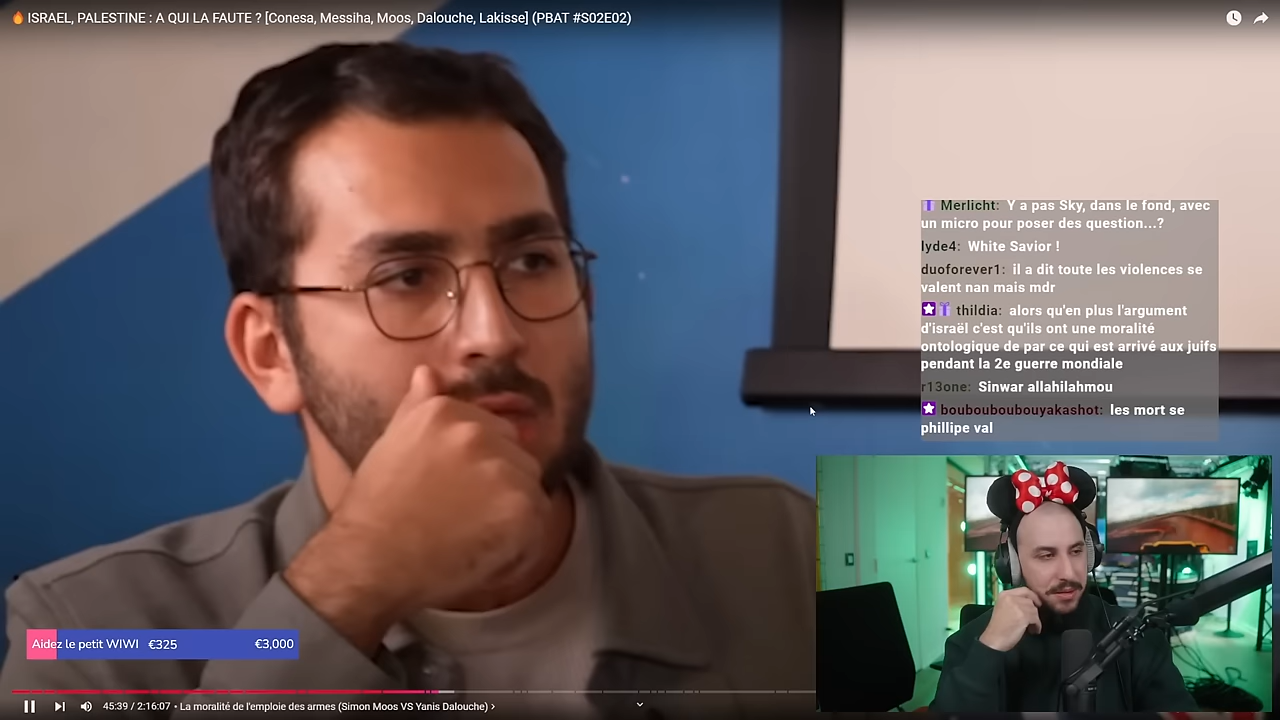 🔥ISRAEL, PALESTINE : A QUI LA FAUTE ? [Conesa, Messiha, Moos, Dalouche, Lakisse] (PBAT #S02E02)
Merlicht: Y a pas Sky, dans le fond, avec
un micro pour poser des question...?
lyde4: White Savior !
duoforever1: il a dit toute les violences se
valent nan mais mdr
thildia: alors qu'en plus l'argument
d'israël c'est qu'ils ont une moralité
ontologique de par ce qui est arrivé aux juifs
pendant la 2e guerre mondiale
r13one: Sinwar allahilahmou
boubouboubouyakashot: les mort se
phillipe val
Aidez le petit WIWI €325 €3,000
45:39 / 2:16:07 • La moralité de l'emploie des armes (Simon Moos VS Yanis Dalouche) ›